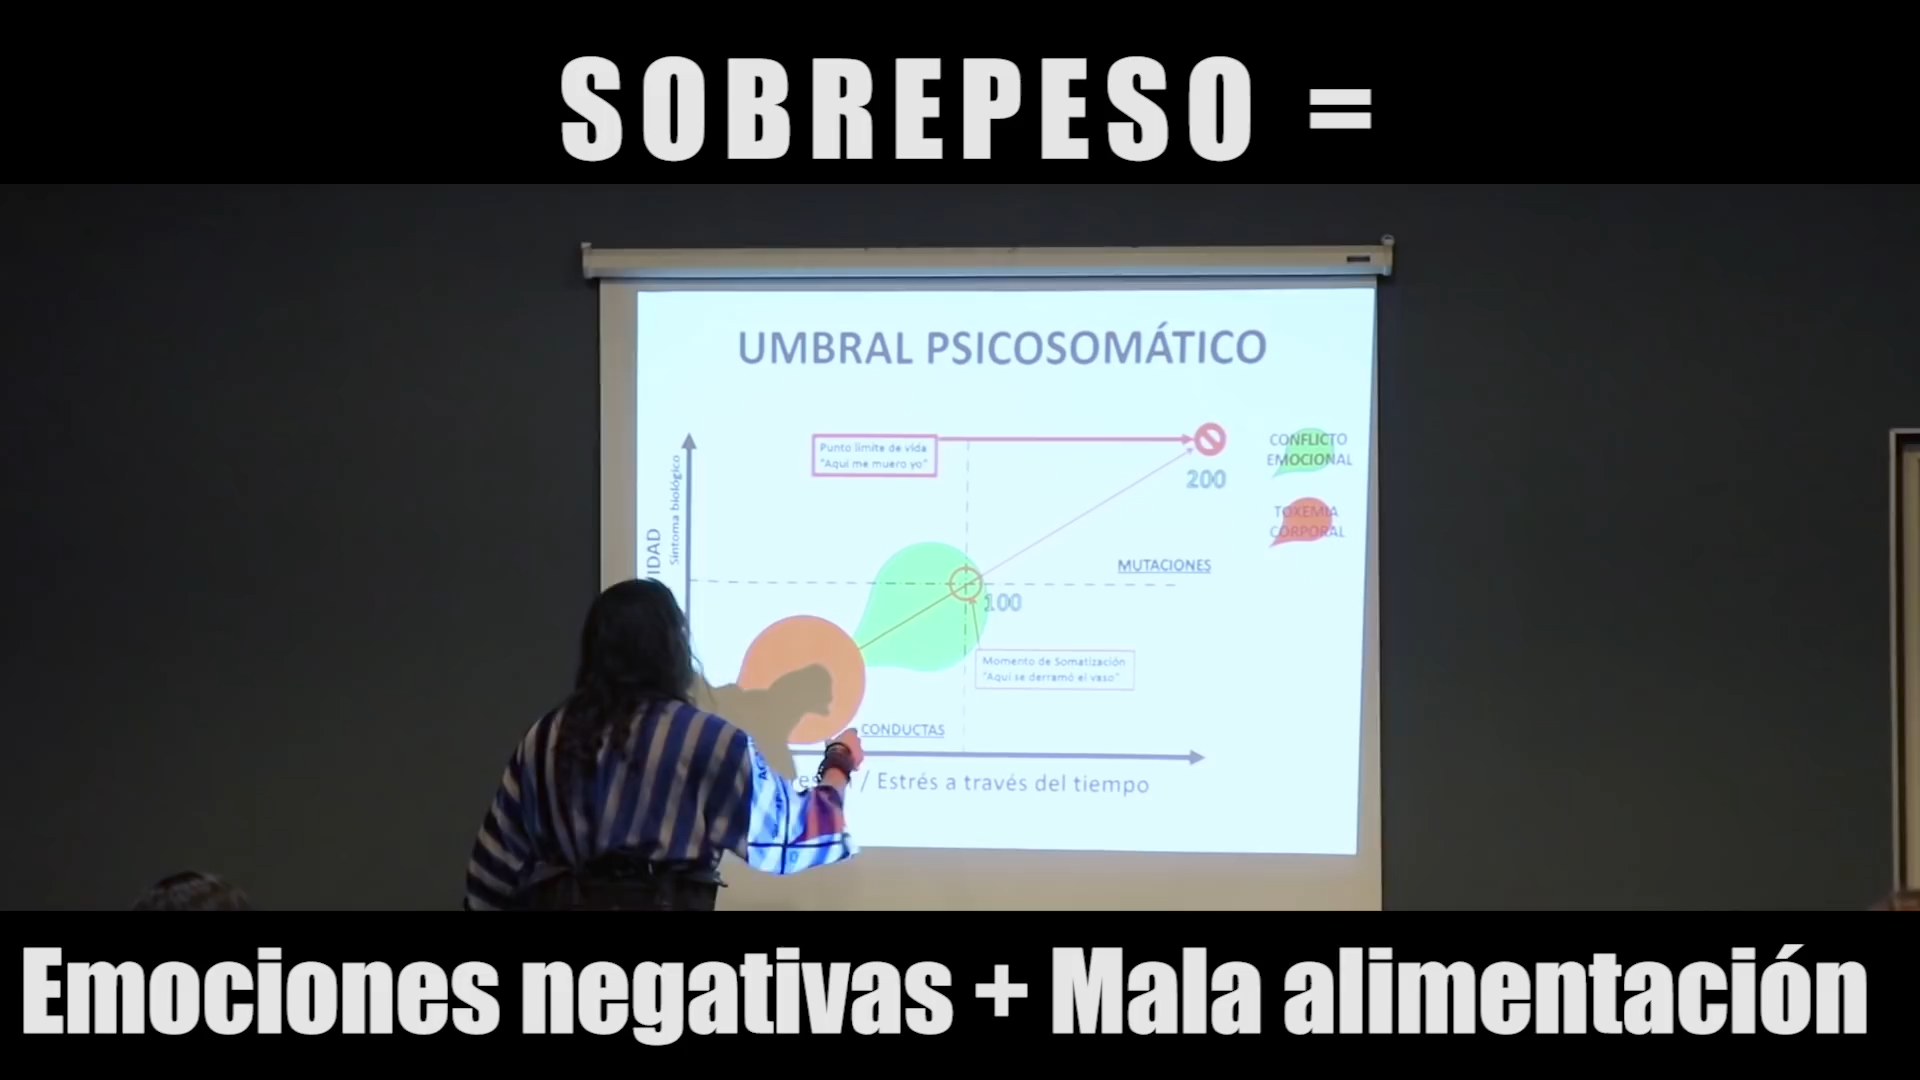 SOBREPESO =
UMBRAL PSICOSOMÁTICO
Punto límite de vida
"Aquí me muero yo"
200
CONFLICTO
EMOCIONAL
TOXEMIA
CORPORAL
Síntoma biológico
MUTACIONES
100
Momento de Somatización
"Aquí se derramó el vaso"
CONDUCTAS
/ Estrés a través del tiempo
Emociones negativas + Mala alimentación